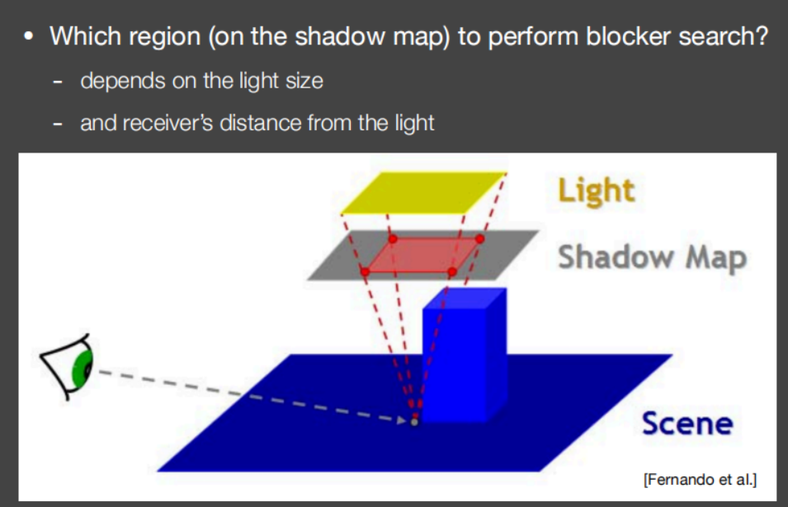 • Which region (on the shadow map) to perform blocker search?
- depends on the light size
- and receiver's distance from the light
Light
Shadow Map
Scene
[Fernando et al.]